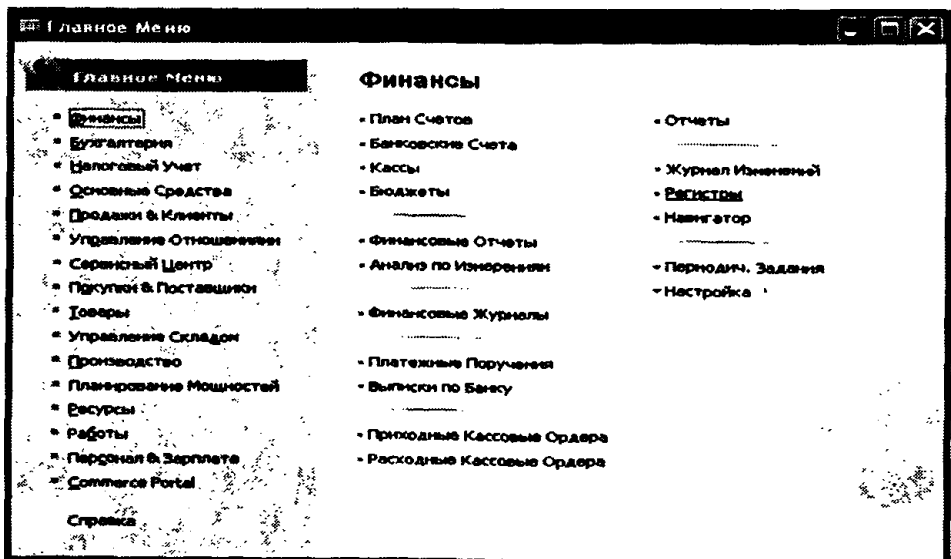 Главное Меню
Главное Меню
Финансы
Бухгалтерия
Налоговый Учет
Основные Средства
Продажи & Клиенты
Управление Отношениями
Сервисный Центр
Покупки & Поставщики
Товары
Управление Складом
Производство
Планирование Мощностей
Ресурсы
Работы
Персонал & Зарплата
Commerce Portal
Справка
Финансы
План Счетов
Банковские Счета
Кассы
Бюджеты
Финансовые Отчеты
Анализ по Измерениям
Финансовые Журналы
Платежные Поручения
Выписки по Банку
Приходные Кассовые Ордера
Расходные Кассовые Ордера
Отчеты
Журнал Изменений
Регистры
Навигатор
Периодич. Задания
Настройка